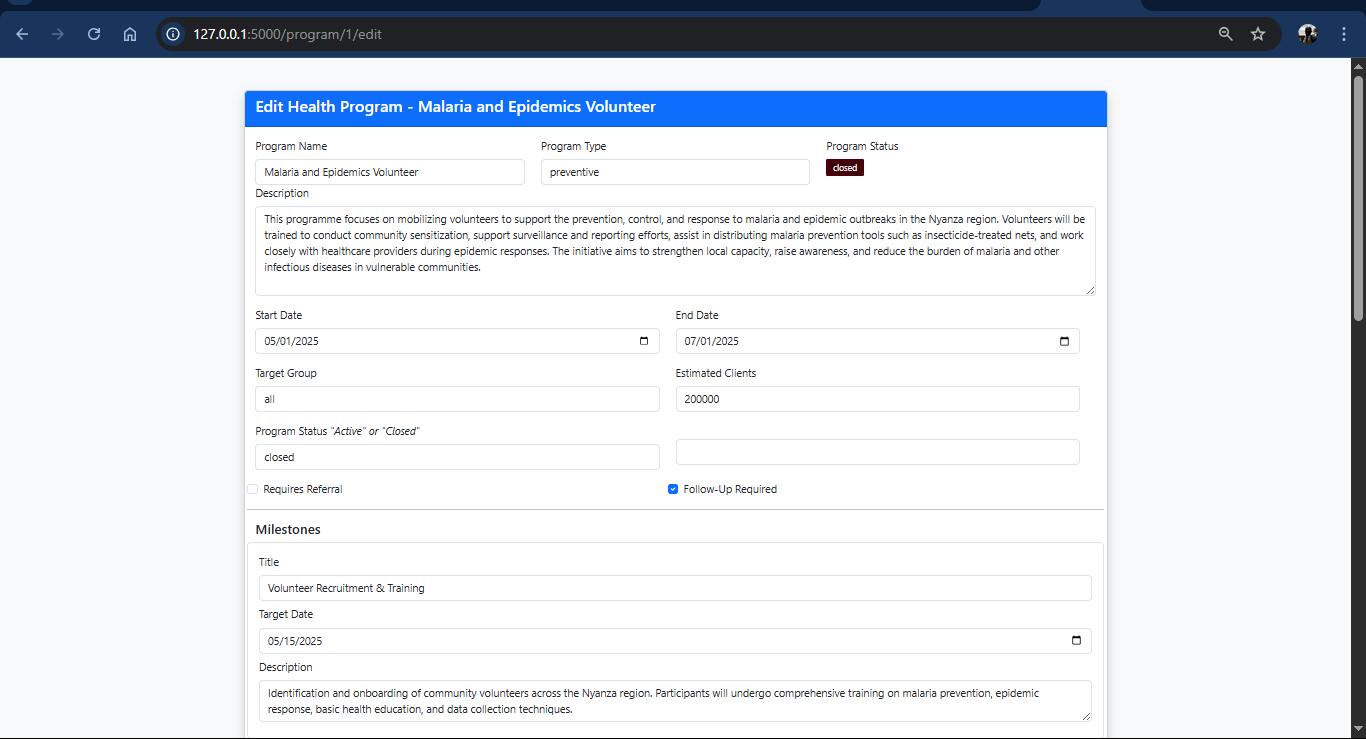 127.0.0.1:5000/program/1/edit
Edit Health Program - Malaria and Epidemics Volunteer
Program Name
Program Type
Program Status
Malaria and Epidemics Volunteer
preventive
closed
Description
This programme focuses on mobilizing volunteers to support the prevention, control, and response to malaria and epidemic outbreaks in the Nyanza region. Volunteers will be
trained to conduct community sensitization, support surveillance and reporting efforts, assist in distributing malaria prevention tools such as insecticide-treated nets, and work
closely with healthcare providers during epidemic responses. The initiative aims to strengthen local capacity, raise awareness, and reduce the burden of malaria and other
infectious diseases in vulnerable communities.
Start Date
End Date
05/01/2025
07/01/2025
Target Group
Estimated Clients
all
200000
Program Status "Active" or "Closed"
closed
Requires Referral
Follow-Up Required
Milestones
Title
Volunteer Recruitment & Training
Target Date
05/15/2025
Description
Identification and onboarding of community volunteers across the Nyanza region. Participants will undergo comprehensive training on malaria prevention, epidemic
response, basic health education, and data collection techniques.